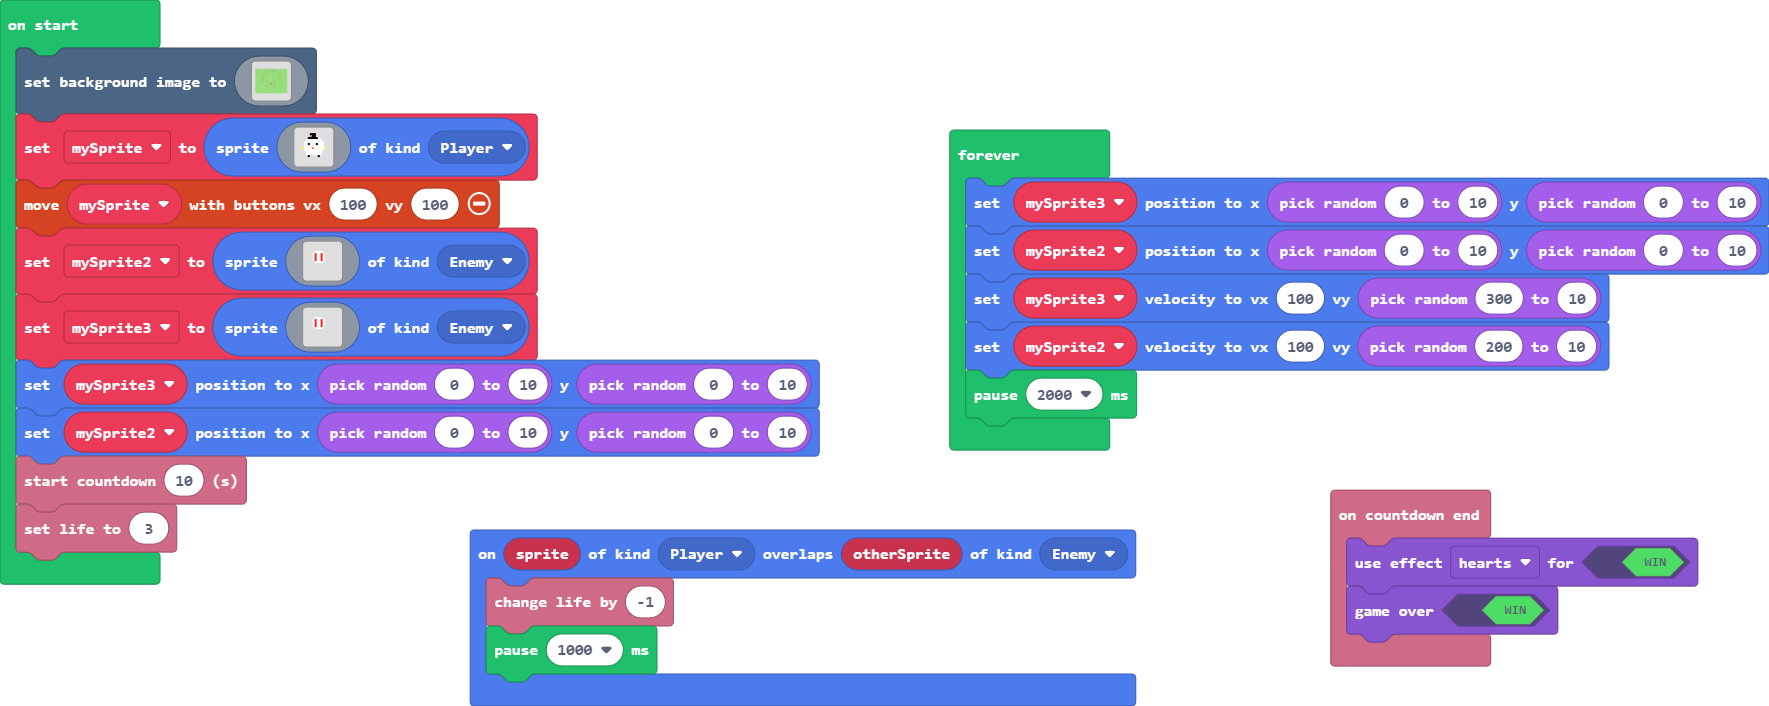 on start
set background image to
set mySprite to sprite of kind Player
move mySprite with buttons vx 100 vy 100
set mySprite2 to sprite of kind Enemy
set mySprite3 to sprite of kind Enemy
set mySprite3 position to x pick random 0 to 10 y pick random 0 to 10
set mySprite2 position to x pick random 0 to 10 y pick random 0 to 10
start countdown 10 (s)
set life to 3
forever
set mySprite3 position to x pick random 0 to 10 y pick random 0 to 10
set mySprite2 position to x pick random 0 to 10 y pick random 0 to 10
set mySprite3 velocity to vx 100 vy pick random 300 to 10
set mySprite2 velocity to vx 100 vy pick random 200 to 10
pause 2000 ms
on sprite of kind Player overlaps otherSprite of kind Enemy
change life by -1
pause 1000 ms
on countdown end
use effect hearts for WIN
game over WIN